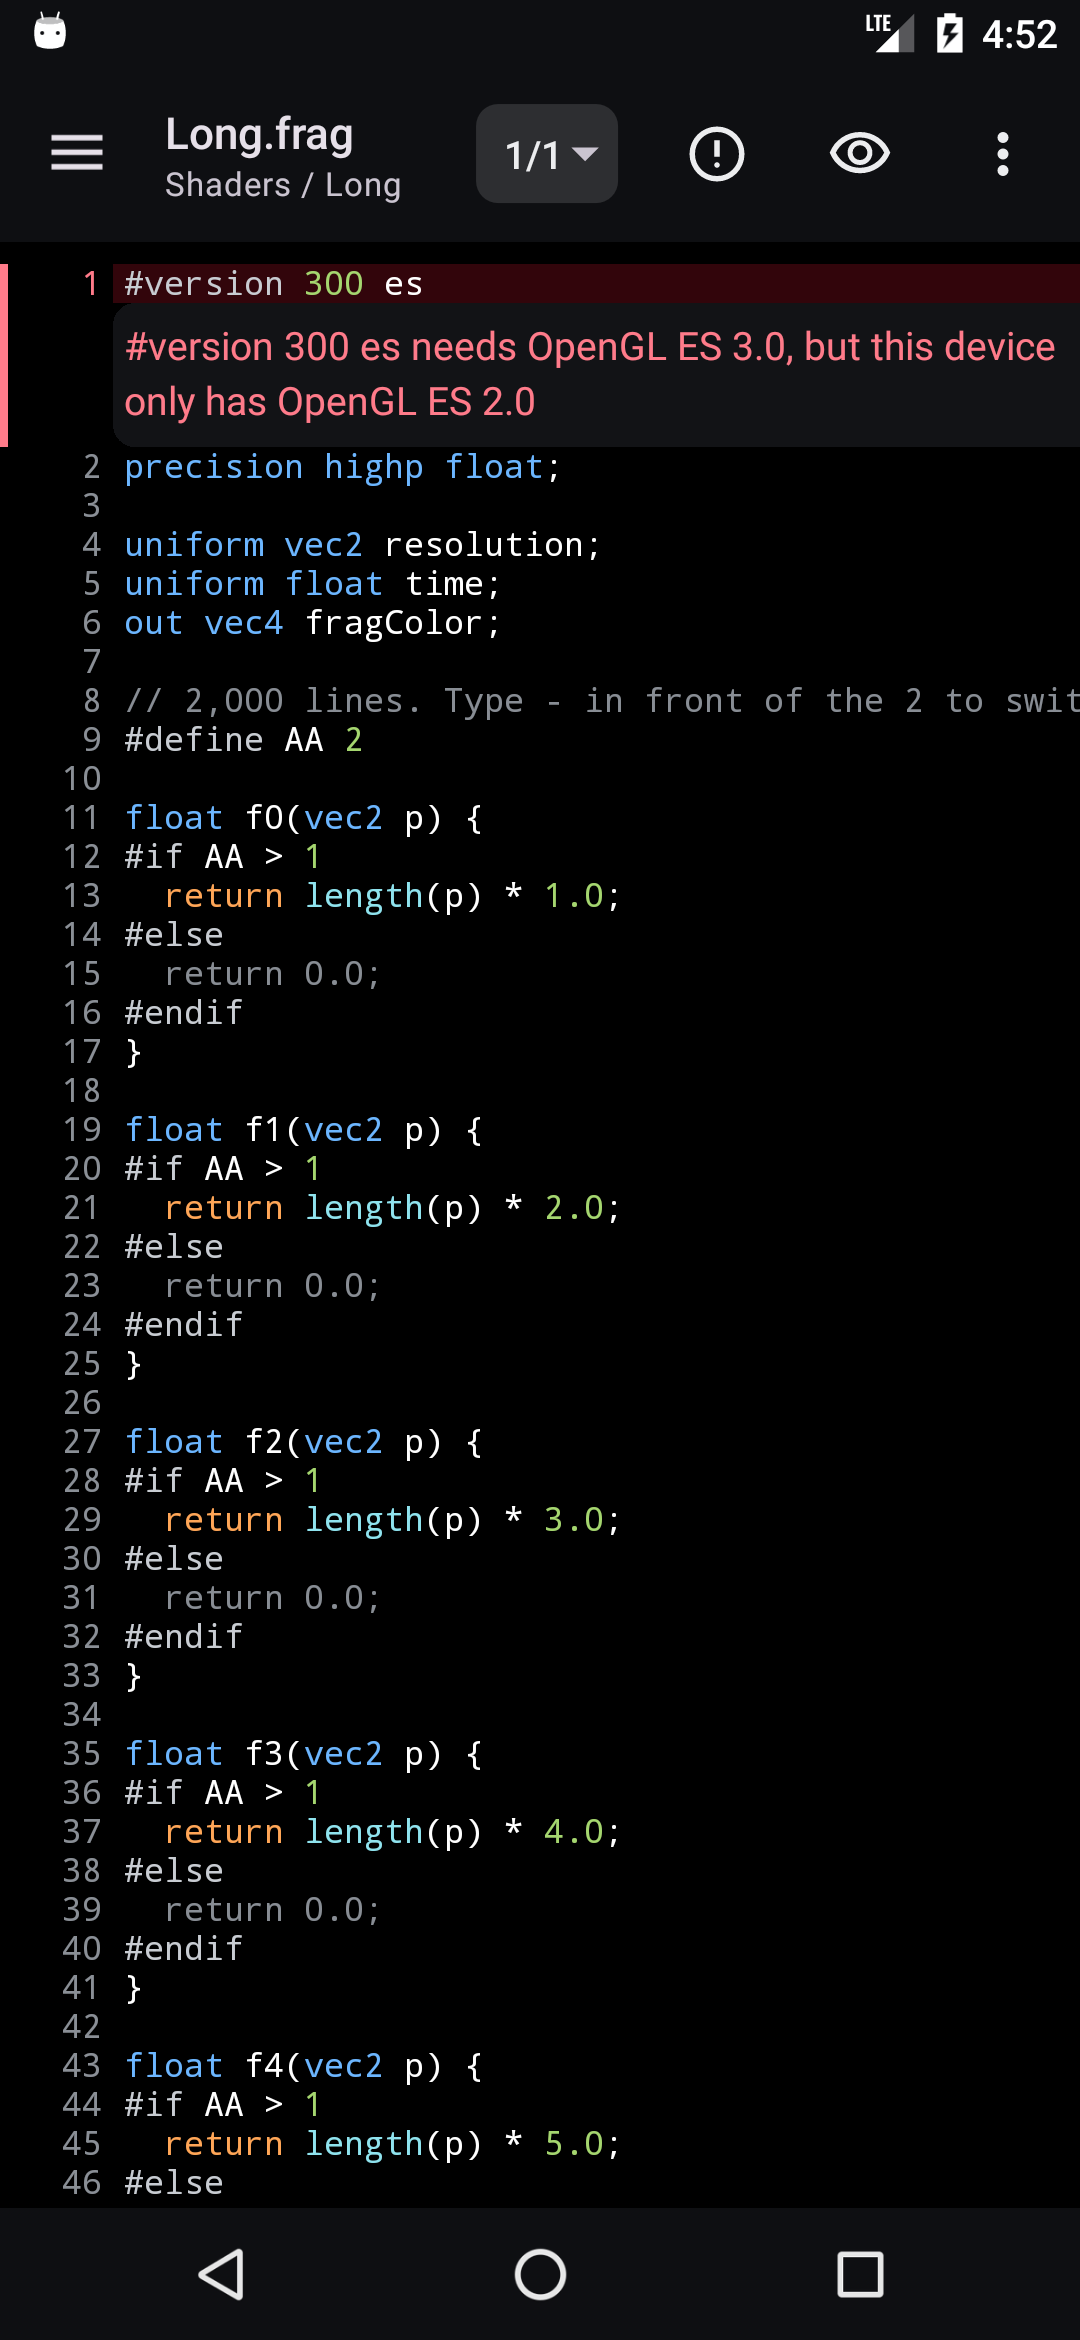 LTE 4:52
Long.frag
Shaders / Long
1/1
1 #version 300 es
#version 300 es needs OpenGL ES 3.0, but this device
only has OpenGL ES 2.0
2 precision highp float;
3
4 uniform vec2 resolution;
5 uniform float time;
6 out vec4 fragColor;
7
8 // 2,000 lines. Type - in front of the 2 to swit
9 #define AA 2
10
11 float f0(vec2 p) {
12 #if AA > 1
13   return length(p) * 1.0;
14 #else
15   return 0.0;
16 #endif
17 }
18
19 float f1(vec2 p) {
20 #if AA > 1
21   return length(p) * 2.0;
22 #else
23   return 0.0;
24 #endif
25 }
26
27 float f2(vec2 p) {
28 #if AA > 1
29   return length(p) * 3.0;
30 #else
31   return 0.0;
32 #endif
33 }
34
35 float f3(vec2 p) {
36 #if AA > 1
37   return length(p) * 4.0;
38 #else
39   return 0.0;
40 #endif
41 }
42
43 float f4(vec2 p) {
44 #if AA > 1
45   return length(p) * 5.0;
46 #else